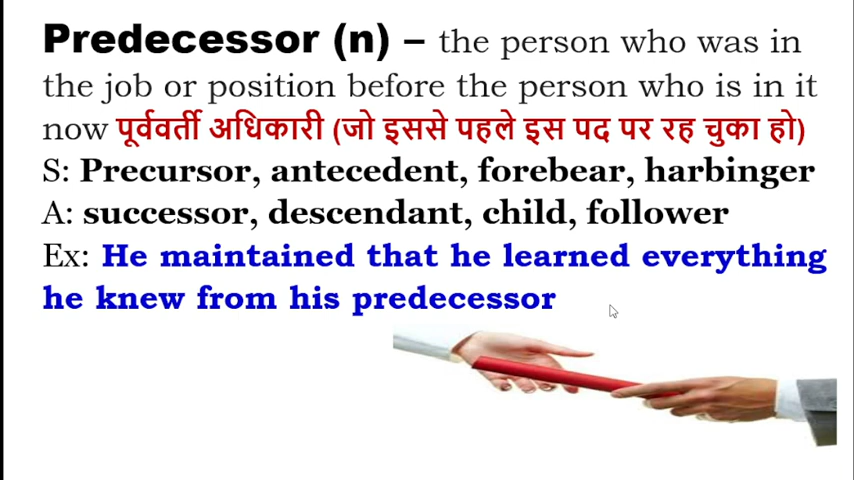 Predecessor (n) – the person who was in
the job or position before the person who is in it
now पूर्ववर्ती अधिकारी (जो इससे पहले इस पद पर रह चुका हो)
S: Precursor, antecedent, forebear, harbinger
A: successor, descendant, child, follower
Ex: He maintained that he learned everything
he knew from his predecessor